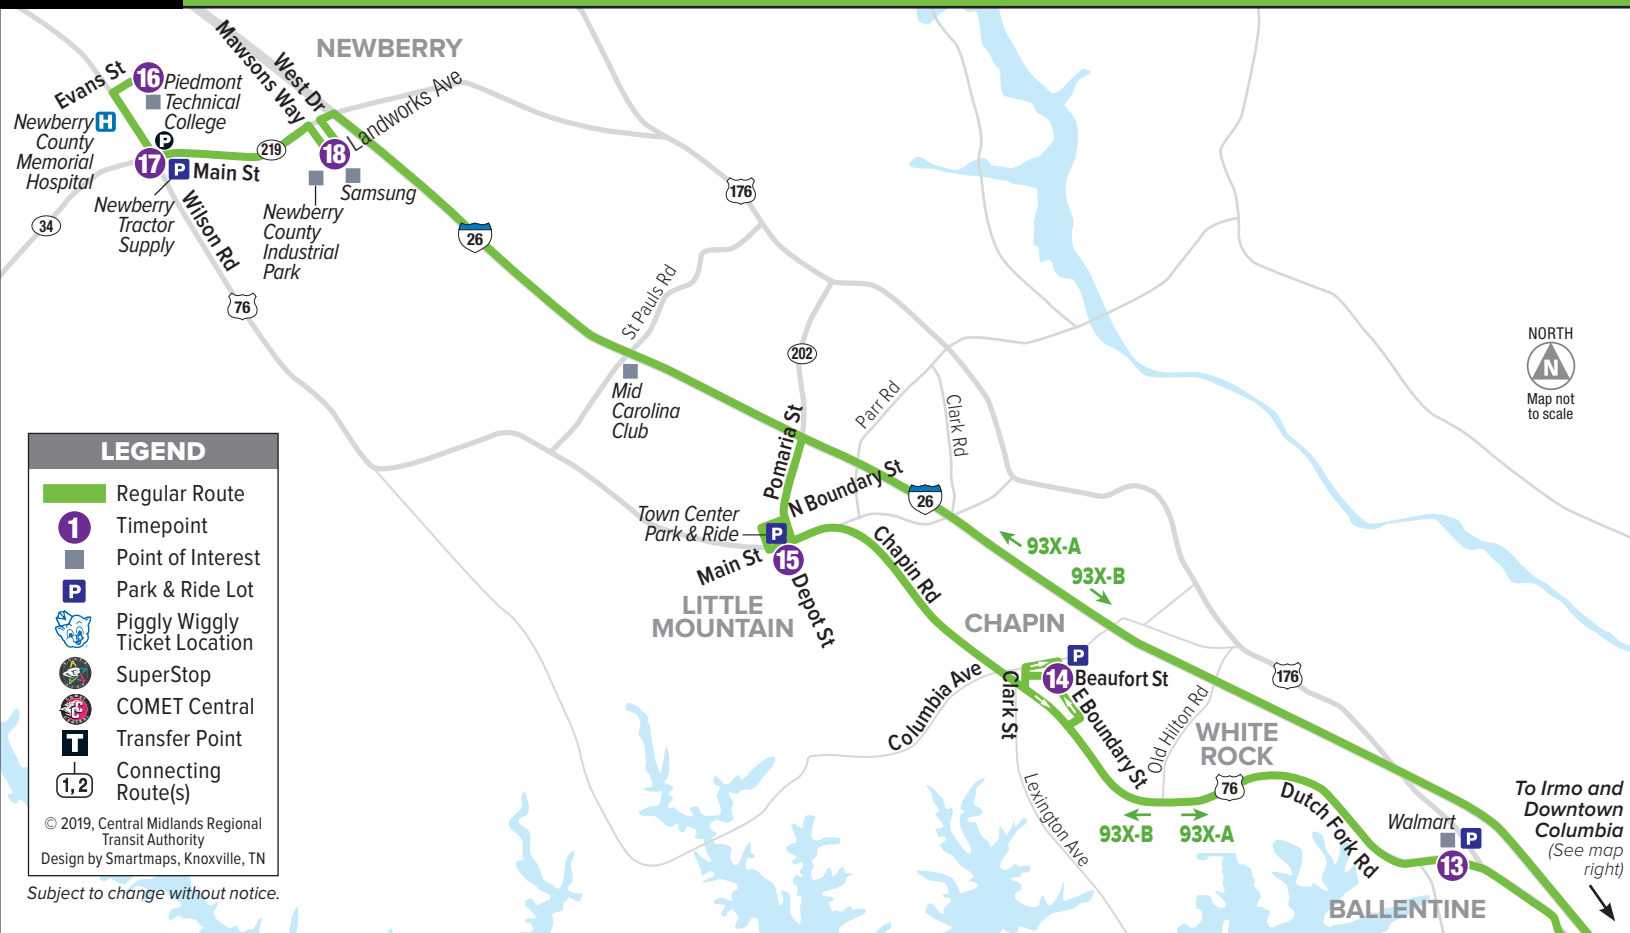 NEWBERRY
Mawsons Way
West Dr
Landworks Ave
Evans St
16
Piedmont
Technical
College
H
Newberry
County
Memorial
Hospital
P
17
P
Main St
219
18
Samsung
Newberry
County
Industrial
Park
Newberry
Tractor
Supply
34
Wilson Rd
76
26
176
St Pauls Rd
202
Mid
Carolina
Club
Parr Rd
Clark Rd
Pomaria St
N Boundary St
26
NORTH
N
Map not
to scale
Town Center
Park & Ride
P
15
Main St
Depot St
Chapin Rd
LITTLE
MOUNTAIN
93X-A
93X-B
CHAPIN
P
14
Beaufort St
Columbia Ave
Clark St
E Boundary St
Old Hilton Rd
176
WHITE
ROCK
Lexington Ave
76
93X-B
93X-A
Dutch Fork Rd
Walmart
P
13
BALLENTINE
To Irmo and
Downtown
Columbia
(See map
right)
LEGEND
Regular Route
1
Timepoint
Point of Interest
P
Park & Ride Lot
Piggly Wiggly
Ticket Location
SuperStop
COMET Central
T
Transfer Point
1, 2
Connecting
Route(s)
© 2019, Central Midlands Regional
Transit Authority
Design by Smartmaps, Knoxville, TN
Subject to change without notice.